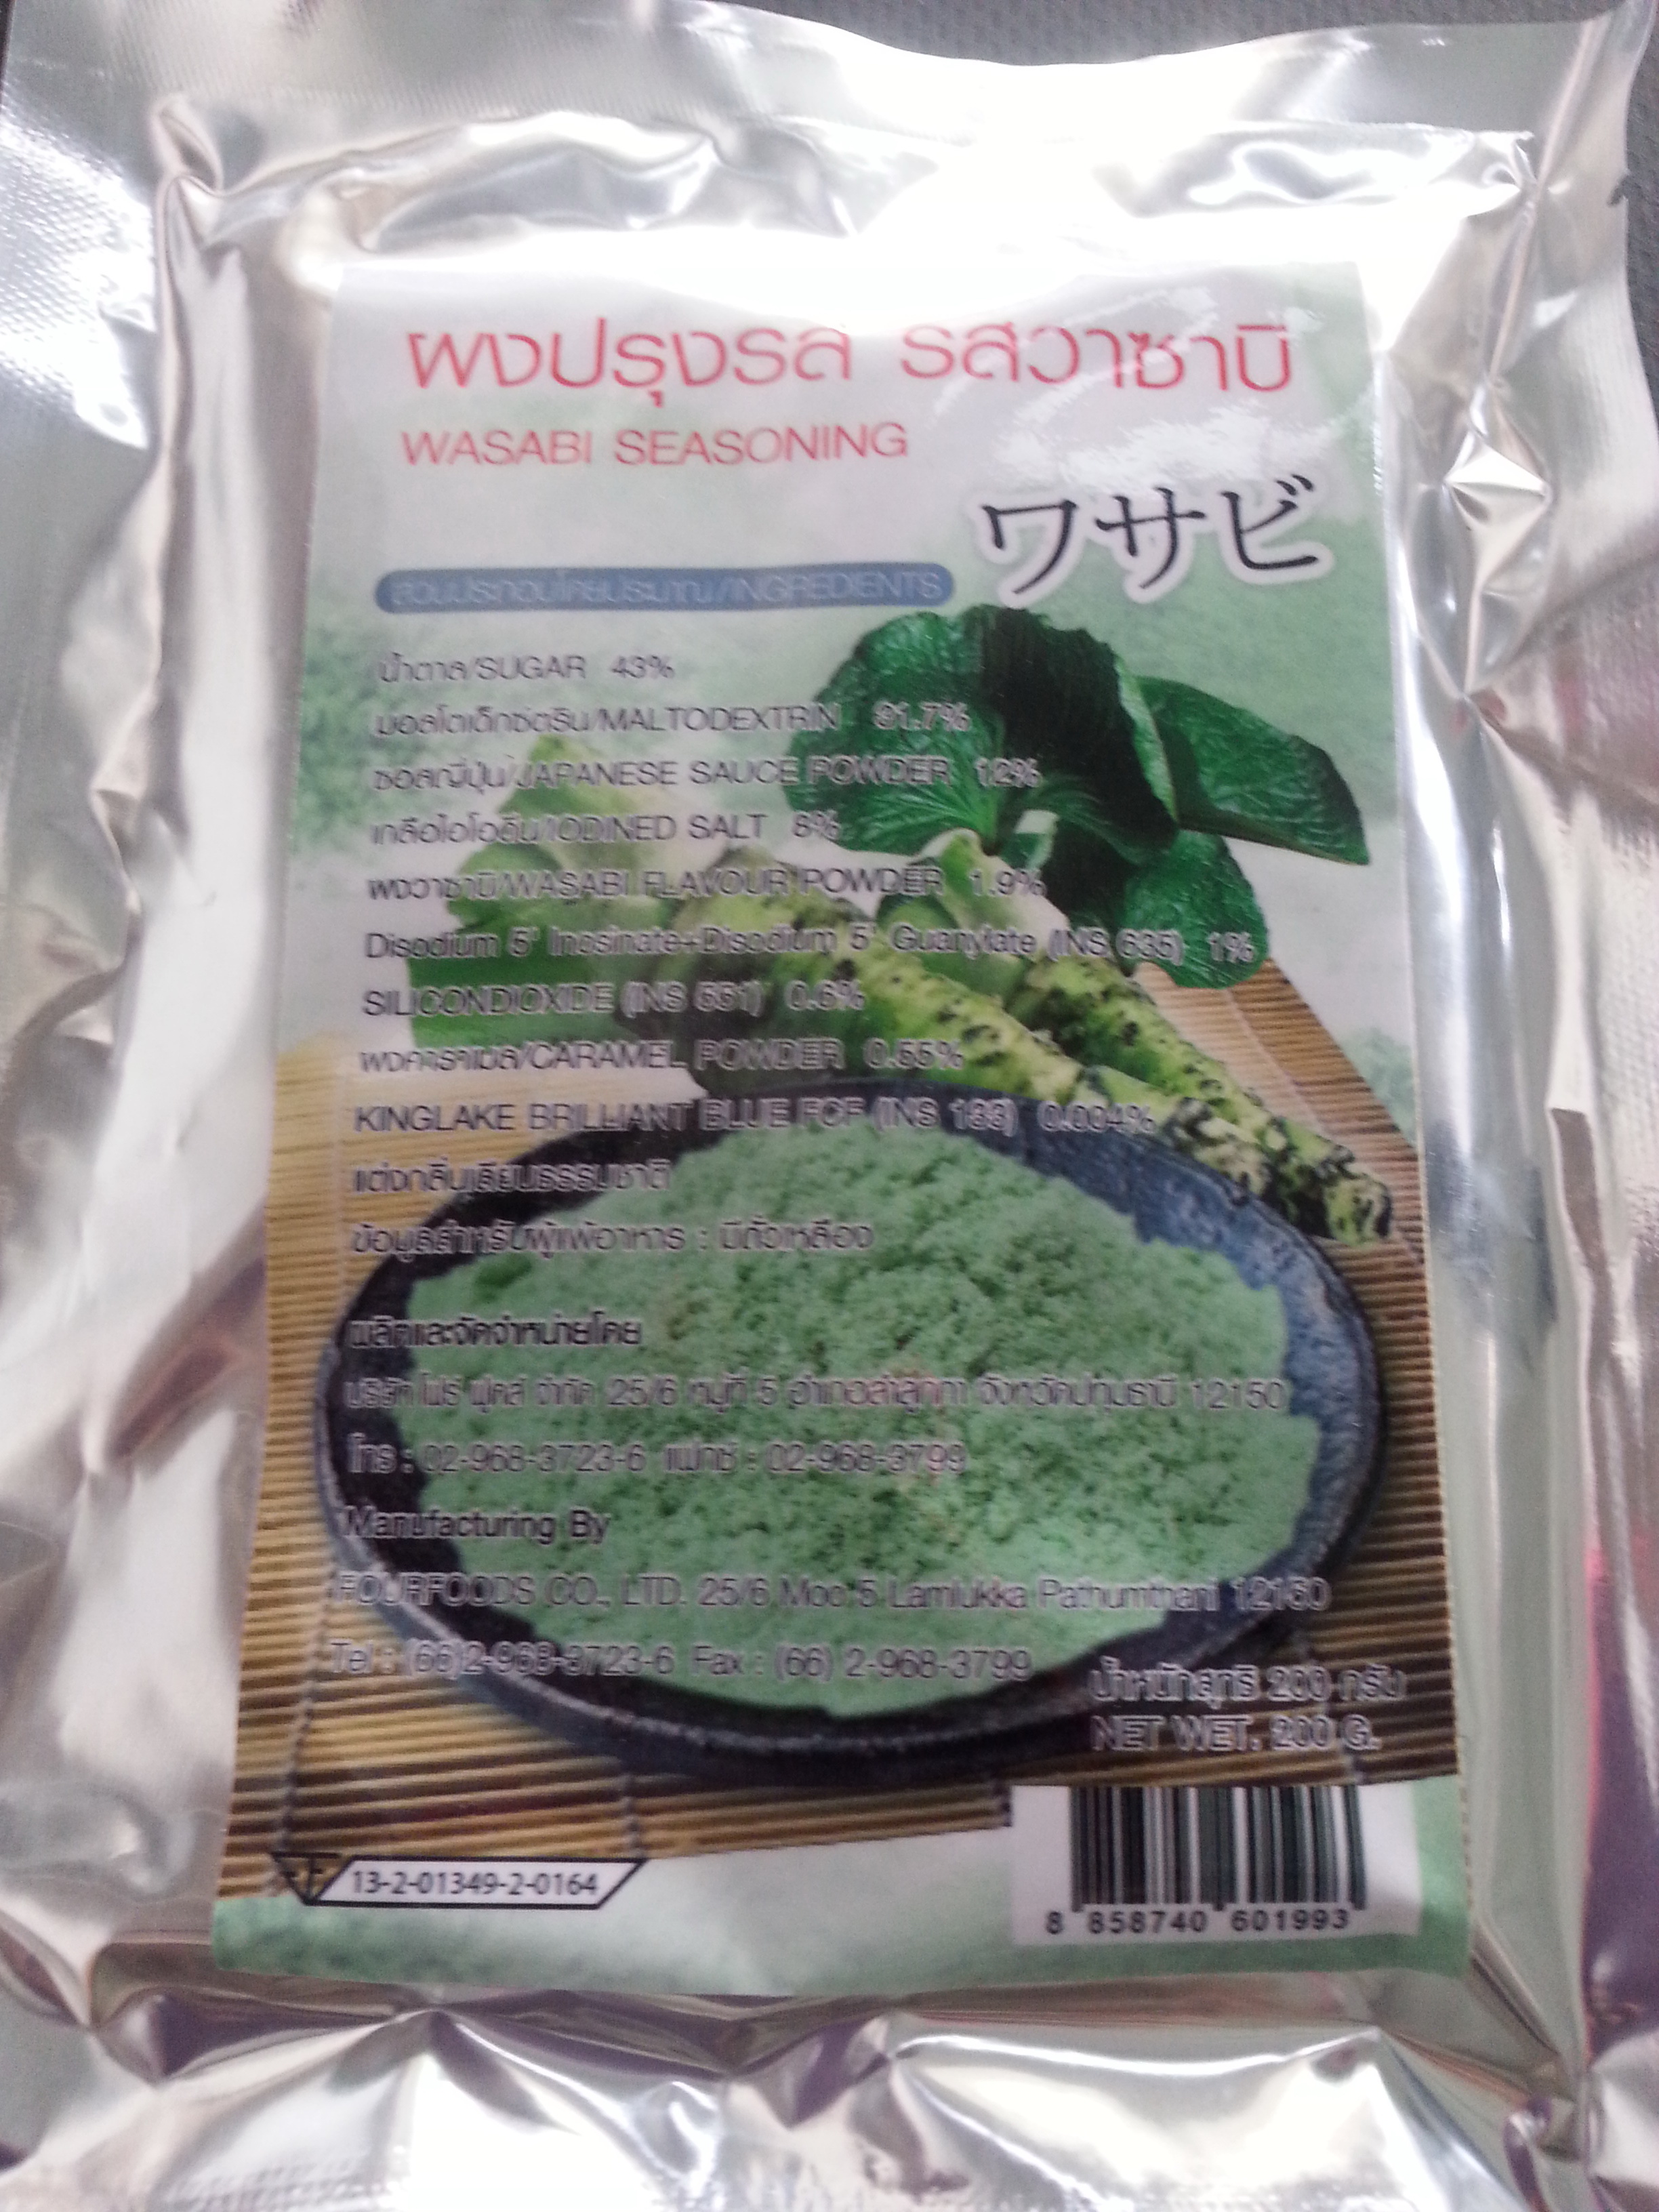 ผงปรุงรส รสวาซาบิ
WASABI SEASONING
ワサビ
ส่วนประกอบโดยประมาณ/INGREDIENTS
น้ำตาล/SUGAR 43%
มอลโตเด็กซ์ตริน/MALTODEXTRIN 31.7%
ซอสญี่ปุ่น/JAPANESE SAUCE POWDER 12%
เกลือไอโอดีน/IODINED SALT 8%
ผงวาซาบิ/WASABI FLAVOUR POWDER 1.9%
Disodium 5' Inosinate+Disodium 5' Guanylate (INS 635) 1%
SILICONDIOXIDE (INS 551) 0.6%
ผงคาราเมล/CARAMEL POWDER 0.55%
KINGLAKE BRILLIANT BLUE FCF (INS 133) 0.004%
แต่งกลิ่นเลียนธรรมชาติ
ข้อมูลสำหรับผู้แพ้อาหาร : มีถั่วเหลือง
ผลิตและจัดจำหน่ายโดย
บริษัท โฟร์ ฟูดส์ จำกัด 25/6 หมู่ที่ 5 อำเภอลำลูกกา จังหวัดปทุมธานี 12150
โทร : 02-968-3723-6 แฟกซ์ : 02-968-3799
Manufacturing By
FOURFOODS CO., LTD. 25/6 Moo 5 Lamlukka Pathumthani 12150
Tel : (66)2-968-3723-6 Fax : (66) 2-968-3799
น้ำหนักสุทธิ 200 กรัม
NET WET. 200 G.
13-2-01349-2-0164
8 858740 601993